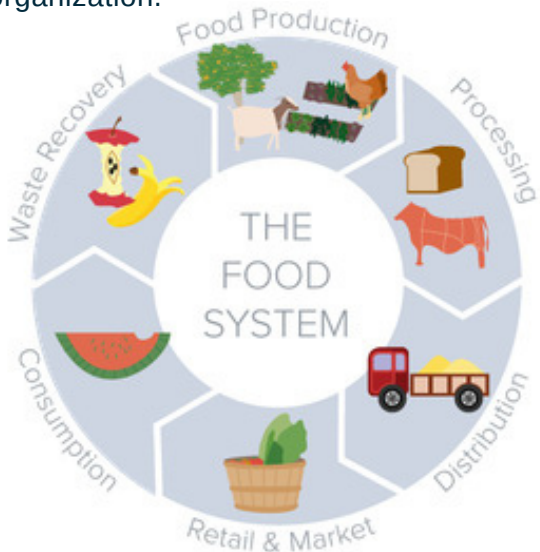 organization.
Food Production
Processing
Distribution
Retail & Market
Consumption
Waste Recovery
THE
FOOD
SYSTEM